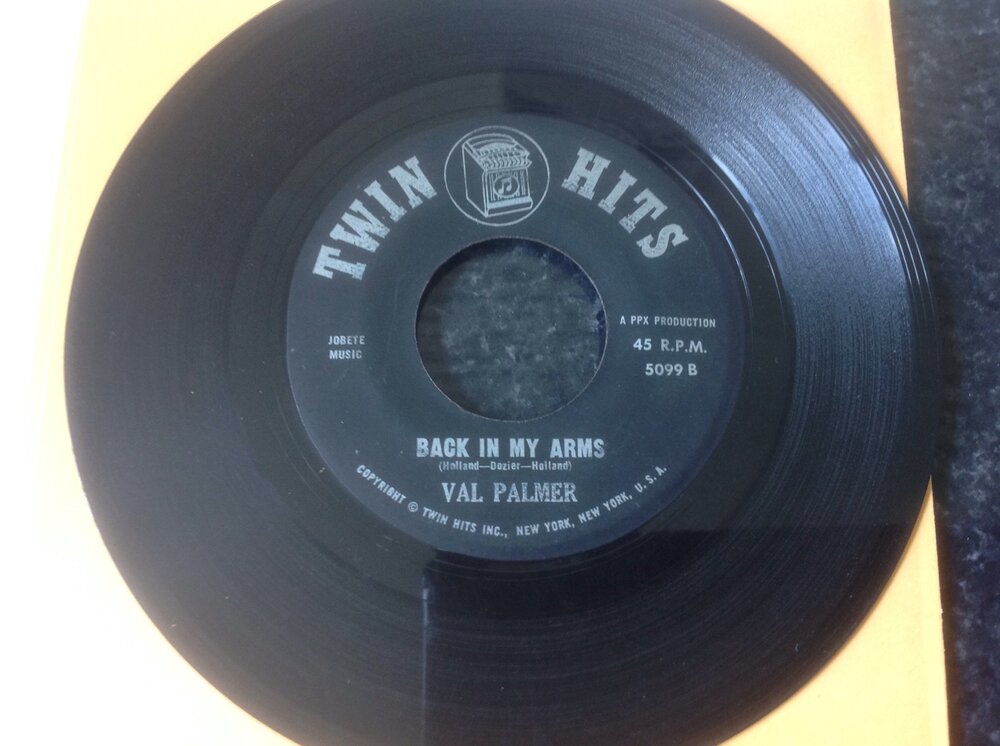 TWIN HITS
JOBETE
MUSIC
A PPX PRODUCTION
45 R.P.M.
5099 B
BACK IN MY ARMS
(Holland—Dozier—Holland)
VAL PALMER
COPYRIGHT © TWIN HITS INC., NEW YORK, NEW YORK, U. S. A.